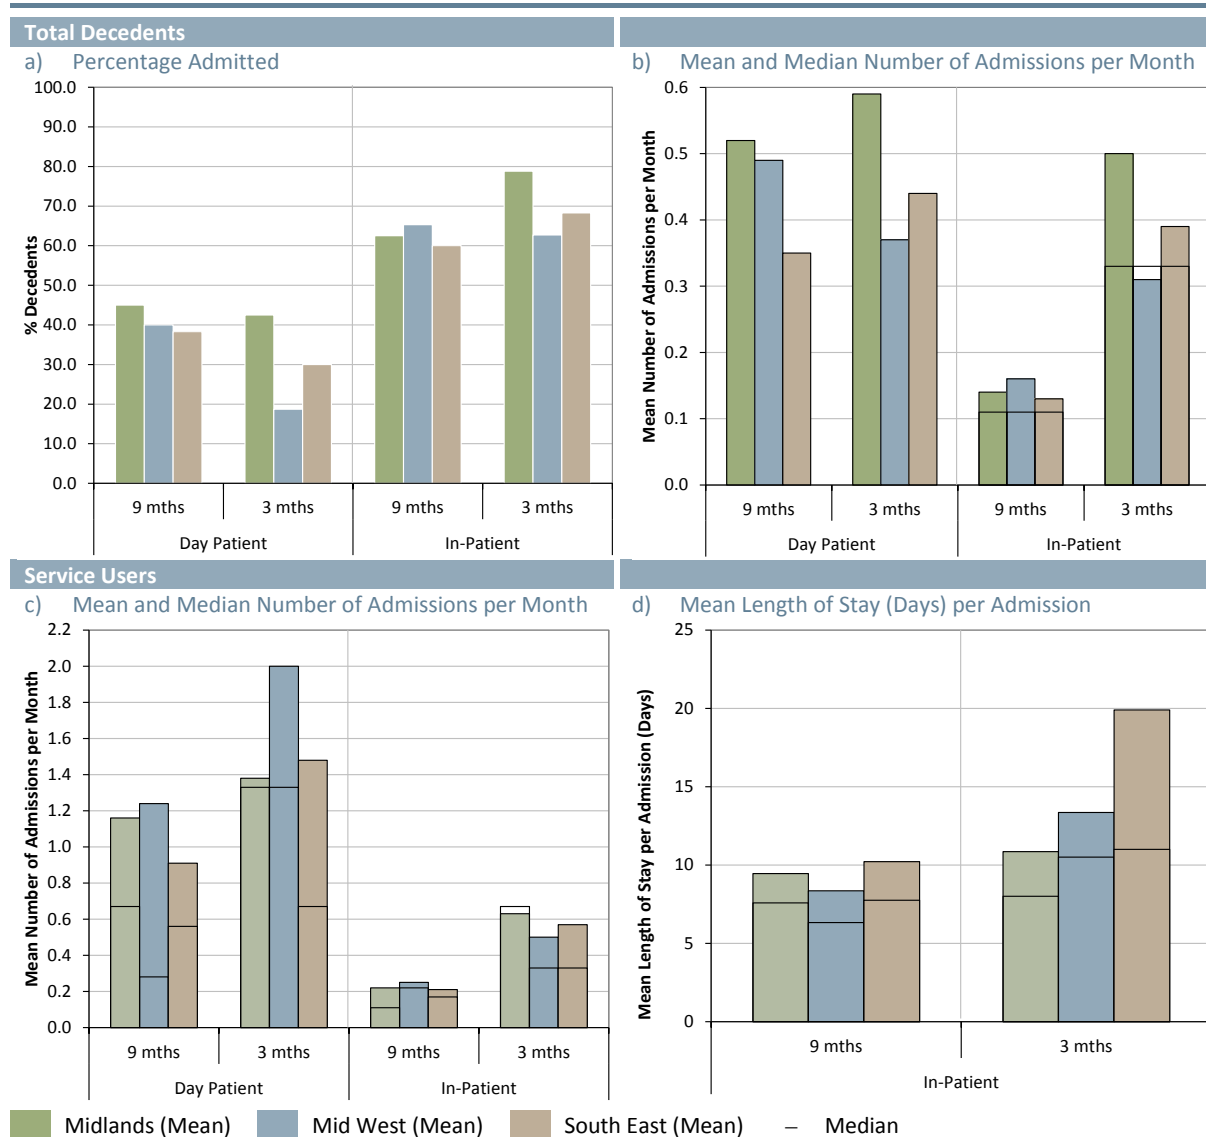 Total Decedents
a) Percentage Admitted
100.0
90.0
80.0
70.0
60.0
50.0
40.0
30.0
20.0
10.0
0.0
% Decedents
9 mths 3 mths 9 mths 3 mths
Day Patient In-Patient
b) Mean and Median Number of Admissions per Month
0.6
0.5
0.4
0.3
0.2
0.1
0.0
Mean Number of Admissions per Month
9 mths 3 mths 9 mths 3 mths
Day Patient In-Patient
Service Users
c) Mean and Median Number of Admissions per Month
2.2
2.0
1.8
1.6
1.4
1.2
1.0
0.8
0.6
0.4
0.2
0.0
Mean Number of Admissions per Month
9 mths 3 mths 9 mths 3 mths
Day Patient In-Patient
d) Mean Length of Stay (Days) per Admission
25
20
15
10
5
0
Mean Length of Stay per Admission (Days)
9 mths 3 mths
In-Patient
Midlands (Mean) Mid West (Mean) South East (Mean) – Median